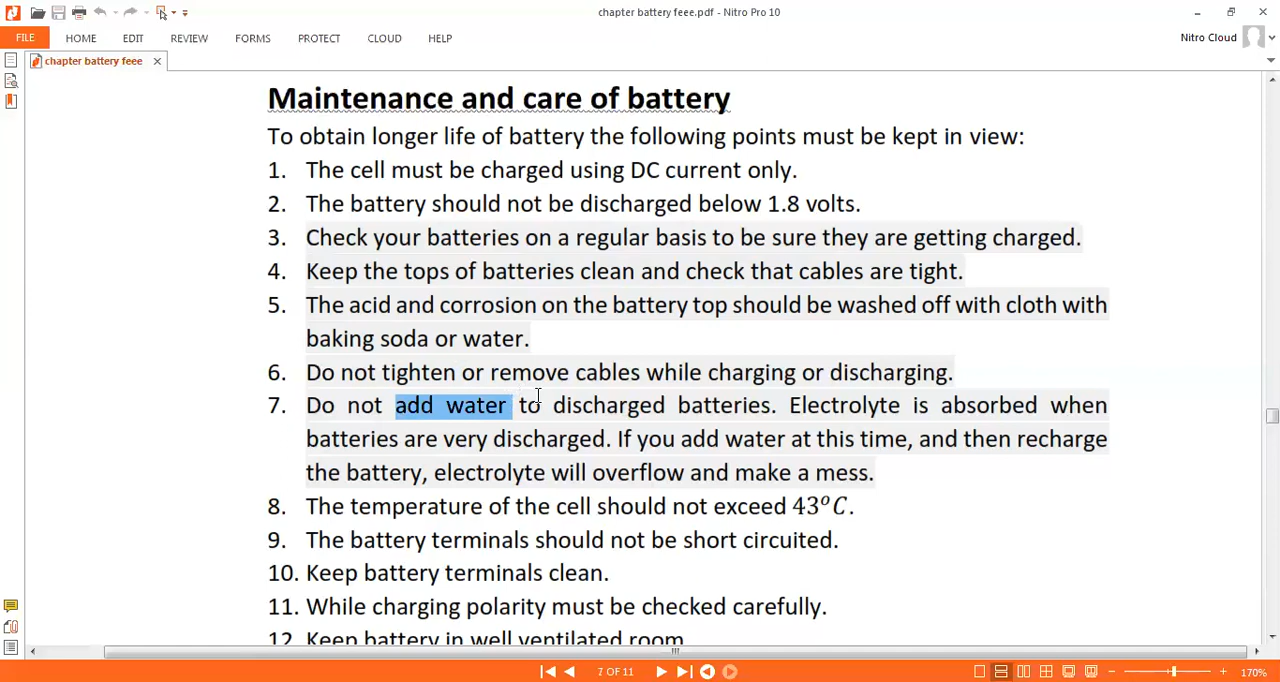 chapter battery feee.pdf - Nitro Pro 10
FILE HOME EDIT REVIEW FORMS PROTECT CLOUD HELP Nitro Cloud
chapter battery feee
Maintenance and care of battery
To obtain longer life of battery the following points must be kept in view:
1. The cell must be charged using DC current only.
2. The battery should not be discharged below 1.8 volts.
3. Check your batteries on a regular basis to be sure they are getting charged.
4. Keep the tops of batteries clean and check that cables are tight.
5. The acid and corrosion on the battery top should be washed off with cloth with
baking soda or water.
6. Do not tighten or remove cables while charging or discharging.
7. Do not add water to discharged batteries. Electrolyte is absorbed when
batteries are very discharged. If you add water at this time, and then recharge
the battery, electrolyte will overflow and make a mess.
8. The temperature of the cell should not exceed 43°C.
9. The battery terminals should not be short circuited.
10. Keep battery terminals clean.
11. While charging polarity must be checked carefully.
12. Keep battery in well ventilated room.
7 OF 11
170%